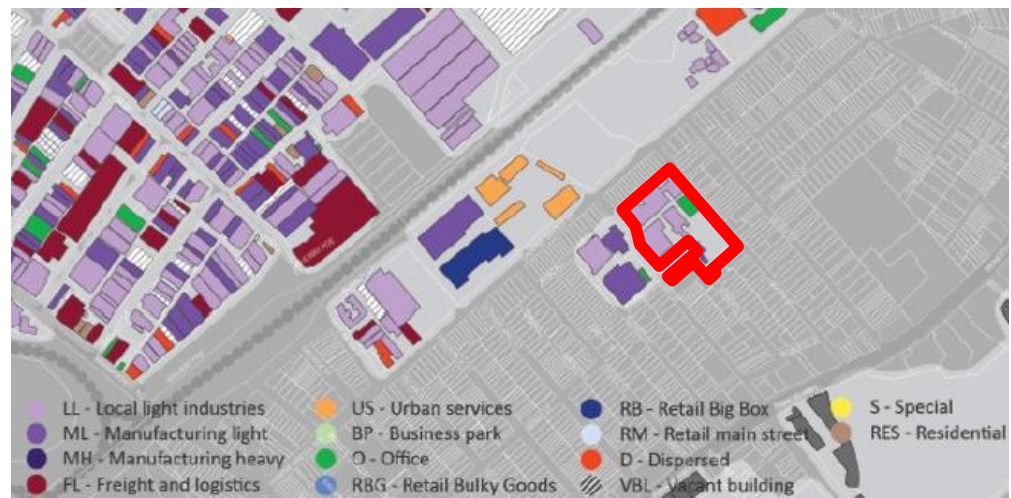 LL - Local light industries
ML - Manufacturing light
MH - Manufacturing heavy
FL - Freight and logistics
US - Urban services
BP - Business park
O - Office
RBG - Retail Bulky Goods
RB - Retail Big Box
RM - Retail main street
D - Dispersed
VBL - Vacant building
S - Special
RES - Residential